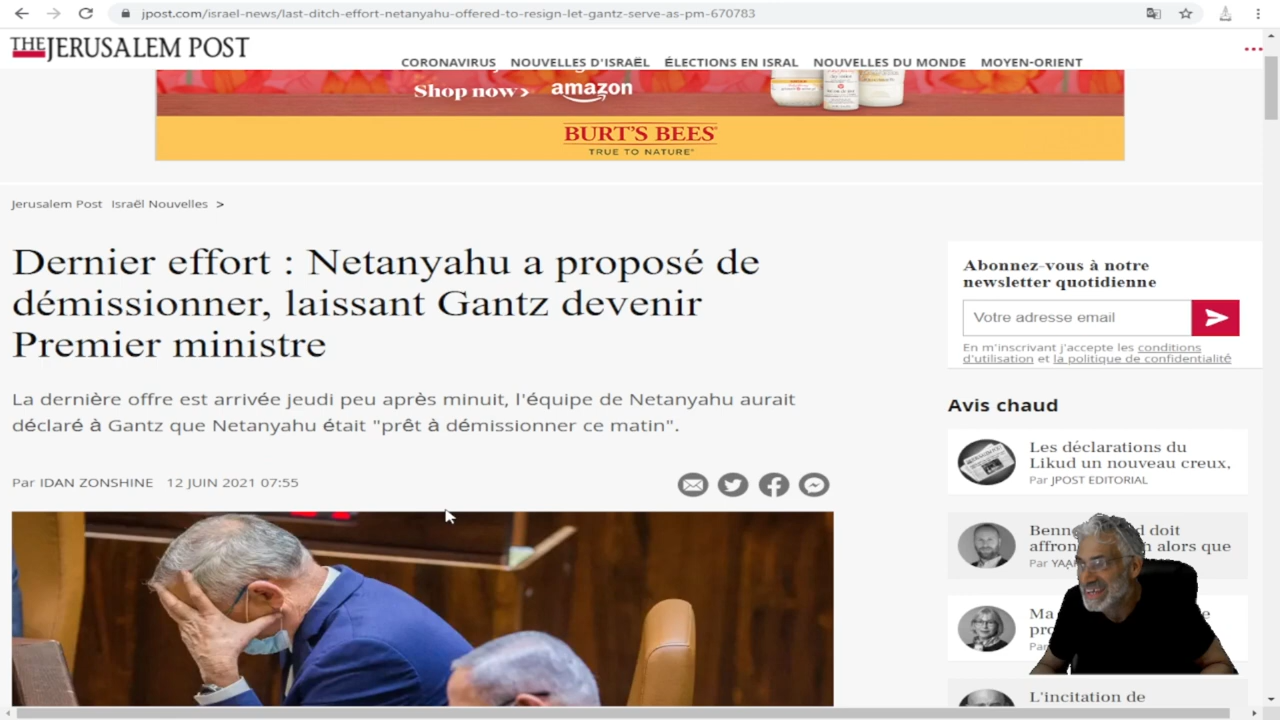 jpost.com/israel-news/last-ditch-effort-netanyahu-offered-to-resign-let-gantz-serve-as-pm-670783
THE JERUSALEM POST
CORONAVIRUS NOUVELLES D'ISRAËL ÉLECTIONS EN ISRAL NOUVELLES DU MONDE MOYEN-ORIENT
Shop now> amazon
BURT'S BEES
TRUE TO NATURE
Jerusalem Post Israël Nouvelles >
Dernier effort : Netanyahu a proposé de
démissionner, laissant Gantz devenir
Premier ministre
La dernière offre est arrivée jeudi peu après minuit, l'équipe de Netanyahu aurait
déclaré à Gantz que Netanyahu était "prêt à démissionner ce matin".
Par IDAN ZONSHINE 12 JUIN 2021 07:55
Abonnez-vous à notre
newsletter quotidienne
Votre adresse email
En m'inscrivant j'accepte les conditions
d'utilisation et la politique de confidentialité
Avis chaud
Les déclarations du
Likud un nouveau creux,
Par JPOST EDITORIAL
doit
alors que
Par
Ma
Par
L'incitation de